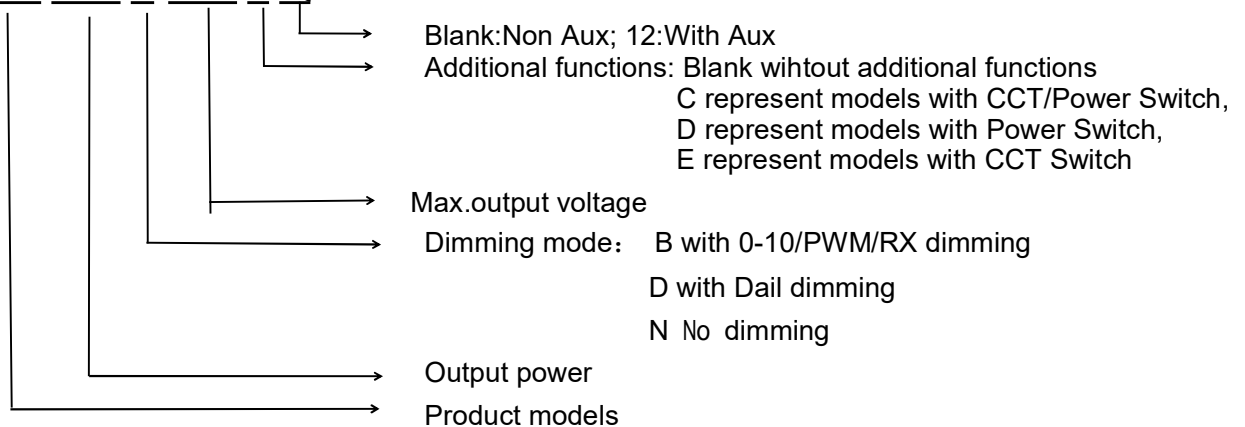 Blank:Non Aux; 12:With Aux
Additional functions: Blank wihtout additional functions
C represent models with CCT/Power Switch,
D represent models with Power Switch,
E represent models with CCT Switch
Max.output voltage
Dimming mode： B with 0-10/PWM/RX dimming
D with Dail dimming
N No dimming
Output power
Product models